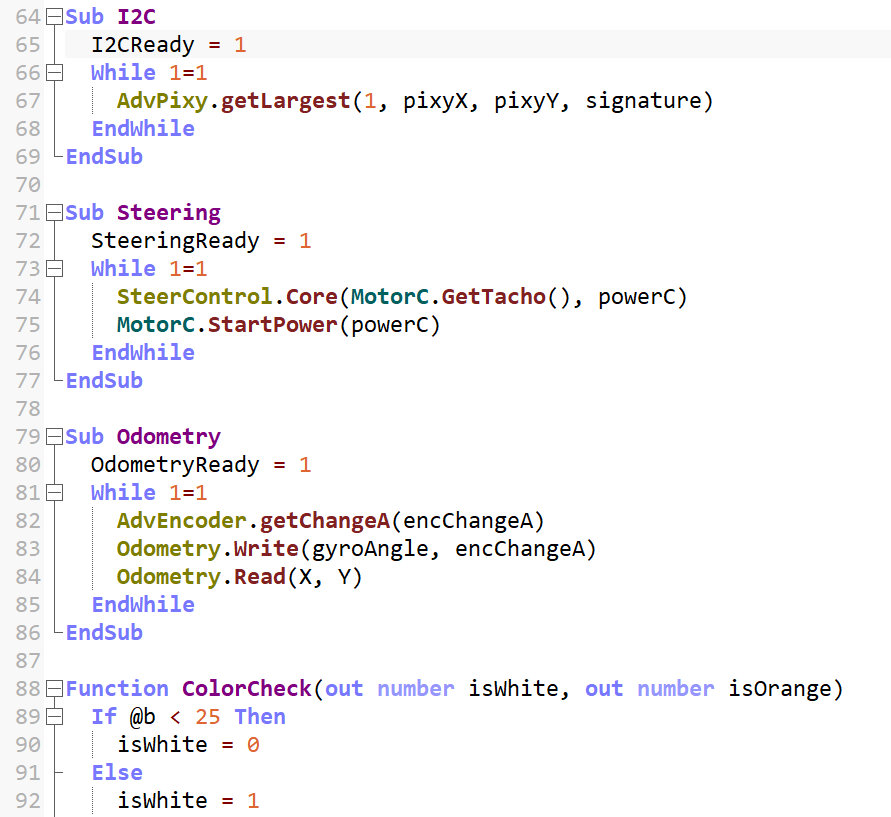 64 Sub I2C
65 I2CReady = 1
66 While 1=1
67 AdvPixy.getLargest(1, pixyX, pixyY, signature)
68 EndWhile
69 EndSub
70
71 Sub Steering
72 SteeringReady = 1
73 While 1=1
74 SteerControl.Core(MotorC.GetTacho(), powerC)
75 MotorC.StartPower(powerC)
76 EndWhile
77 EndSub
78
79 Sub Odometry
80 OdometryReady = 1
81 While 1=1
82 AdvEncoder.getChangeA(encChangeA)
83 Odometry.Write(gyroAngle, encChangeA)
84 Odometry.Read(X, Y)
85 EndWhile
86 EndSub
87
88 Function ColorCheck(out number isWhite, out number isOrange)
89 If @b < 25 Then
90 isWhite = 0
91 Else
92 isWhite = 1